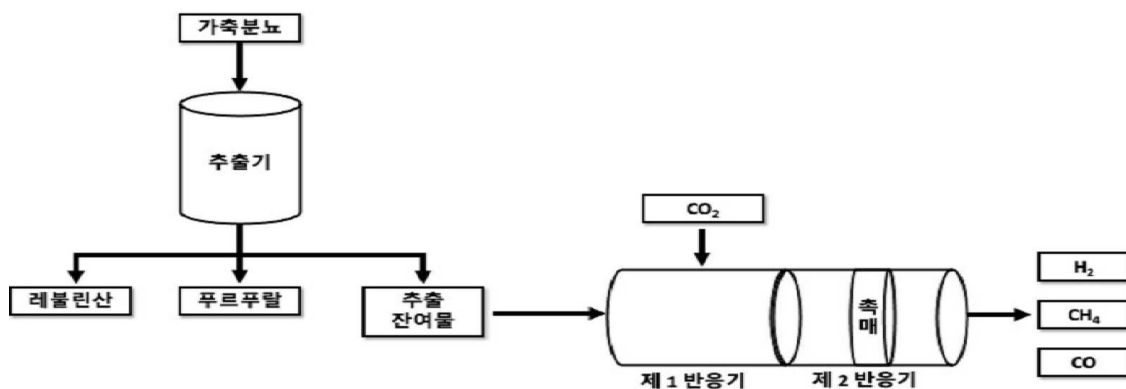 가축분뇨
추출기
레불린산
푸르푸랄
추출
잔여물
CO₂
촉
매
제 1 반응기
제 2 반응기
H₂
CH₄
CO